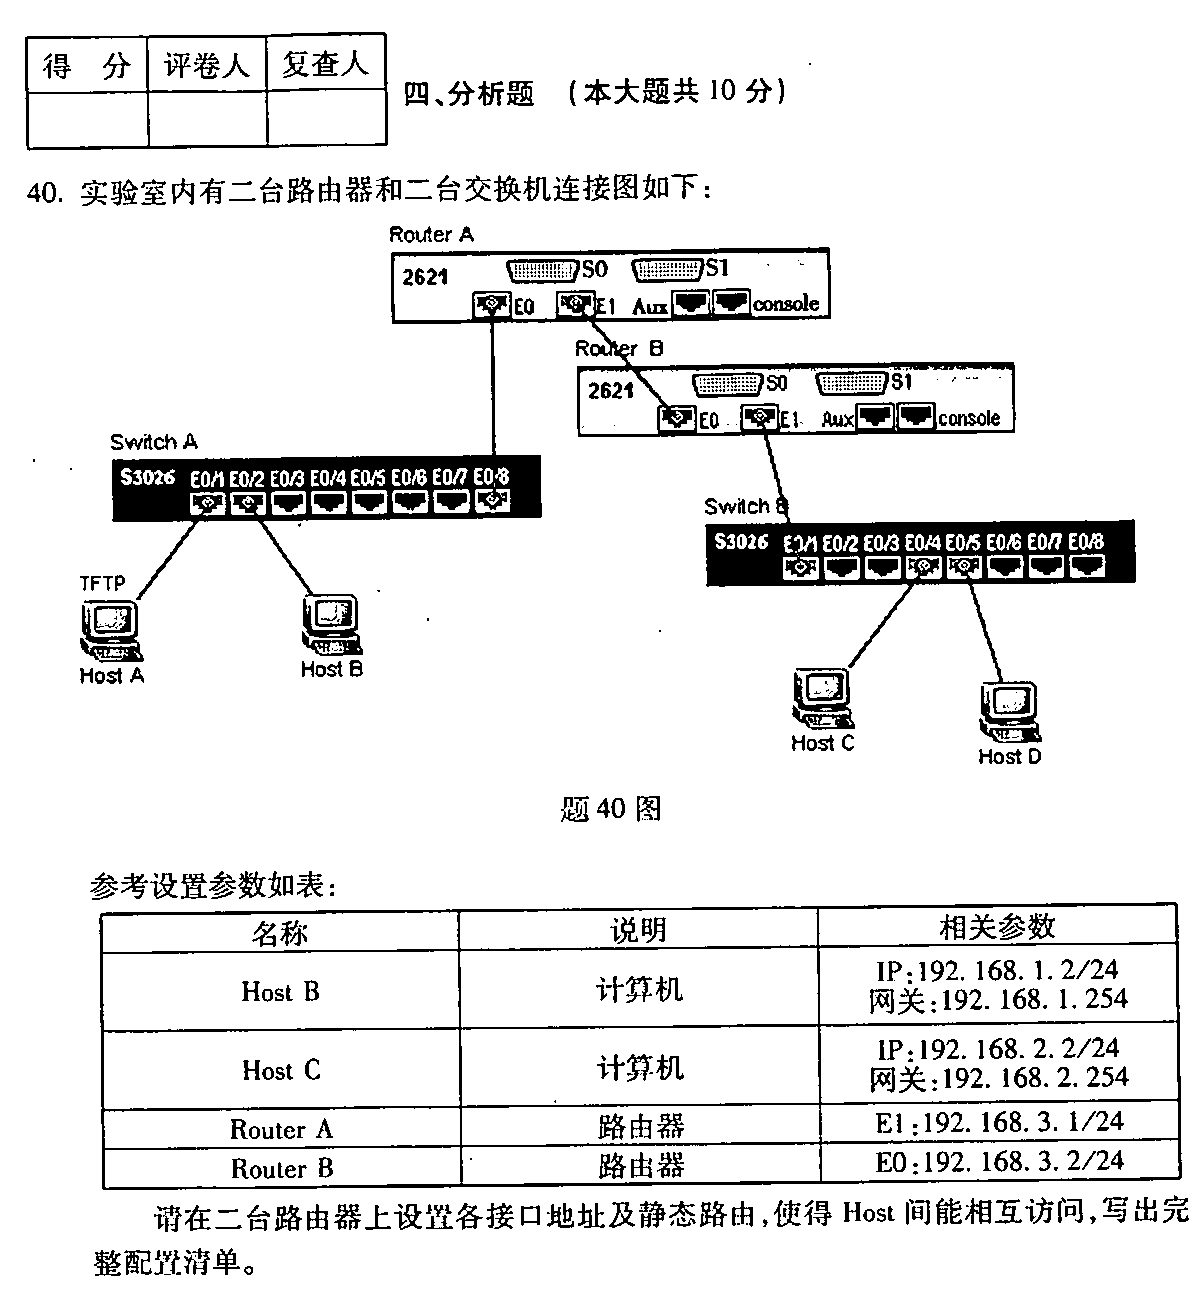 得 分 评卷人 复查人
四、分析题 (本大题共 10 分)
40. 实验室内有二台路由器和二台交换机连接图如下:
Router A
2621 S0 S1
E0 E1 Aux console
Router B
2621 S0 S1
E0 E1 Aux console
Switch A
S3026 E0/1 E0/2 E0/3 E0/4 E0/5 E0/6 E0/7 E0/8
Switch B
S3026 E0/1 E0/2 E0/3 E0/4 E0/5 E0/6 E0/7 E0/8
TFTP
Host A
Host B
Host C
Host D
题 40 图
参考设置参数如表:
名称 说明 相关参数
Host B 计算机 IP:192. 168. 1. 2/24
网关:192. 168. 1. 254
Host C 计算机 IP:192. 168. 2. 2/24
网关:192. 168. 2. 254
Router A 路由器 E1:192. 168. 3. 1/24
Router B 路由器 E0:192. 168. 3. 2/24
请在二台路由器上设置各接口地址及静态路由,使得 Host 间能相互访问,写出完
整配置清单。